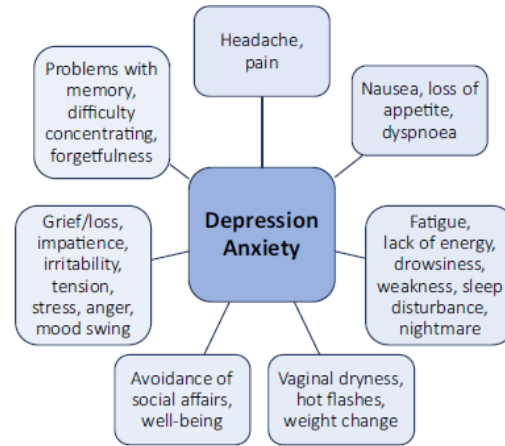 Headache,
pain
Problems with
memory,
difficulty
concentrating,
forgetfulness
Nausea, loss of
appetite,
dyspnoea
Depression
Anxiety
Grief/loss,
impatience,
irritability,
tension,
stress, anger,
mood swing
Fatigue,
lack of energy,
drowsiness,
weakness, sleep
disturbance,
nightmare
Avoidance of
social affairs,
well-being
Vaginal dryness,
hot flashes,
weight change